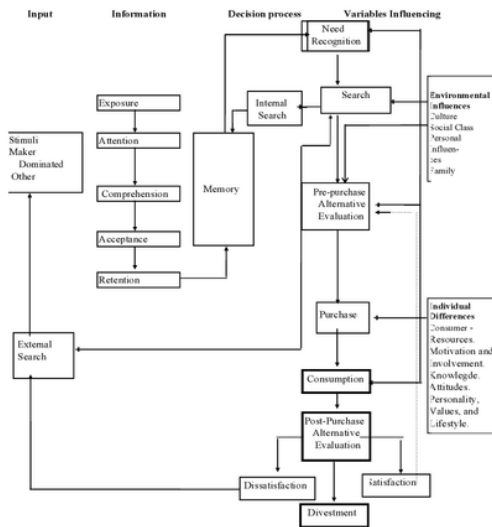 Input
Information
Decision process
Variables Influencing
Need
Recognition
Search
Internal
Search
Exposure
Attention
Comprehension
Acceptance
Retention
Memory
Stimuli
Maker
Dominated
Other
External
Search
Pre-purchase
Alternative
Evaluation
Purchase
Consumption
Post-Purchase
Alternative
Evaluation
Dissatisfaction
Satisfaction
Divestment
Environmental
Influences
Culture
Social Class
Personal
Influen-
ces
Family
Individual
Differences
Consumer -
Resources.
Motivation and
Involvement.
Knowlegde.
Attitudes.
Personality,
Values, and
Lifestyle.